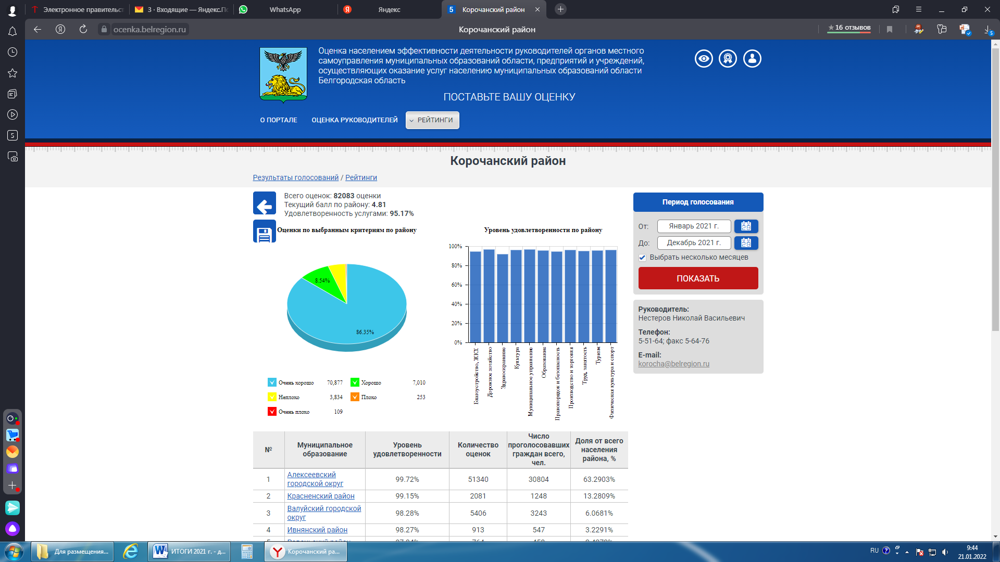 Электронное правительст
3 · Входящие — Яндекс.По
WhatsApp
Яндекс
Корочанский район
ocenka.belregion.ru
Корочанский район
16 отзывов
Оценка населением эффективности деятельности руководителей органов местного
самоуправления муниципальных образований области, предприятий и учреждений,
осуществляющих оказание услуг населению муниципальных образований области
Белгородская область
ПОСТАВЬТЕ ВАШУ ОЦЕНКУ
О ПОРТАЛЕ
ОЦЕНКА РУКОВОДИТЕЛЕЙ
РЕЙТИНГИ
Корочанский район
Результаты голосований / Рейтинги
Всего оценок: 82083 оценки
Текущий балл по району: 4.81
Удовлетворенность услугами: 95.17%
Оценки по выбранным критериям по району
8.54%
86.35%
Очень хорошо 70,877
Хорошо 7,010
Неплохо 3,834
Плохо 253
Очень плохо 109
Уровень удовлетворенности по району
100%
80%
60%
40%
20%
0%
Благоустройство, ЖКХ
Дорожное хозяйство
Здравоохранение
Культура
Муниципальное управление
Образование
Правопорядок и безопасность
Производство и торговля
Труд, занятость
Туризм
Физическая культура и спорт
Период голосования
От: Январь 2021 г.
До: Декабрь 2021 г.
Выбрать несколько месяцев
ПОКАЗАТЬ
Руководитель:
Нестеров Николай Васильевич
Телефон:
5-51-64; факс 5-64-76
E-mail:
korocha@belregion.ru
№ Муниципальное образование Уровень удовлетворенности Количество оценок Число проголосовавших граждан всего, чел. Доля от всего населения района, %
1 Алексеевский городской округ 99.72% 51340 30804 63.2903%
2 Красненский район 99.15% 2081 1248 13.2809%
3 Валуйский городской округ 98.28% 5406 3243 6.0681%
4 Ивнянский район 98.27% 913 547 3.2291%
Для размещения...
ИТОГИ 2021 г. - д...
Корочанский ра...
RU
9:44
21.01.2022